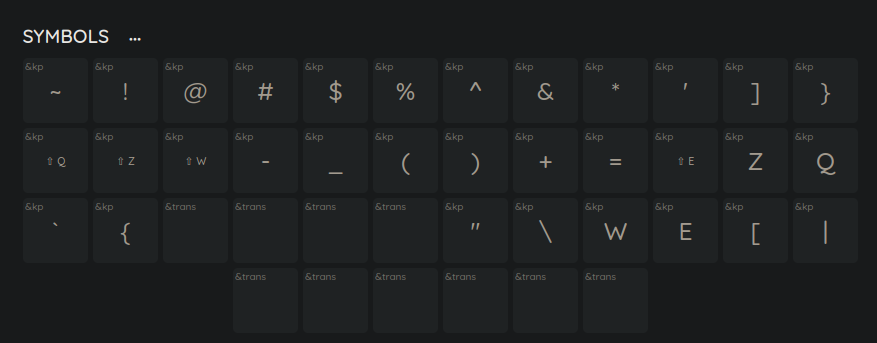 SYMBOLS ...
&kp &kp &kp &kp &kp &kp &kp &kp &kp &kp &kp &kp
~ ! @ # $ % ^ & * ' ] }
&kp &kp &kp &kp &kp &kp &kp &kp &kp &kp &kp &kp
⇧ Q ⇧ Z ⇧ W - _ ( ) + = ⇧ E Z Q
&kp &kp &trans &trans &trans &trans &kp &kp &kp &kp &kp &kp
` { " \ W E [ |
&trans &trans &trans &trans &trans &trans